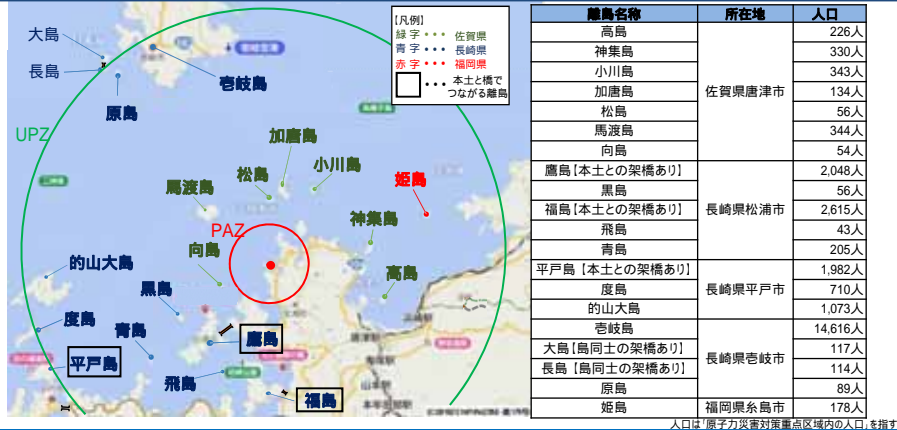 【凡例】
緑字・・・ 佐賀県
青字・・・ 長崎県
赤字・・・ 福岡県
・・・本土と橋で
つながる離島
大島
長島
壱岐島
原島
UPZ
加唐島
松島
小川島
馬渡島
姫島
PAZ
神集島
向島
高島
的山大島
黒島
度島
青島
鷹島
平戸島
飛島
福島
離島名称 所在地 人口
高島 佐賀県唐津市 226人
神集島 330人
小川島 343人
加唐島 134人
松島 56人
馬渡島 344人
向島 54人
鷹島【本土との架橋あり】 長崎県松浦市 2,048人
黒島 56人
福島【本土との架橋あり】 2,615人
飛島 43人
青島 205人
平戸島【本土との架橋あり】 長崎県平戸市 1,982人
度島 710人
的山大島 1,073人
壱岐島 長崎県壱岐市 14,616人
大島【島同士の架橋あり】 117人
長島【島同士の架橋あり】 114人
原島 89人
姫島 福岡県糸島市 178人
人口は「原子力災害対策重点区域内の人口」を指す